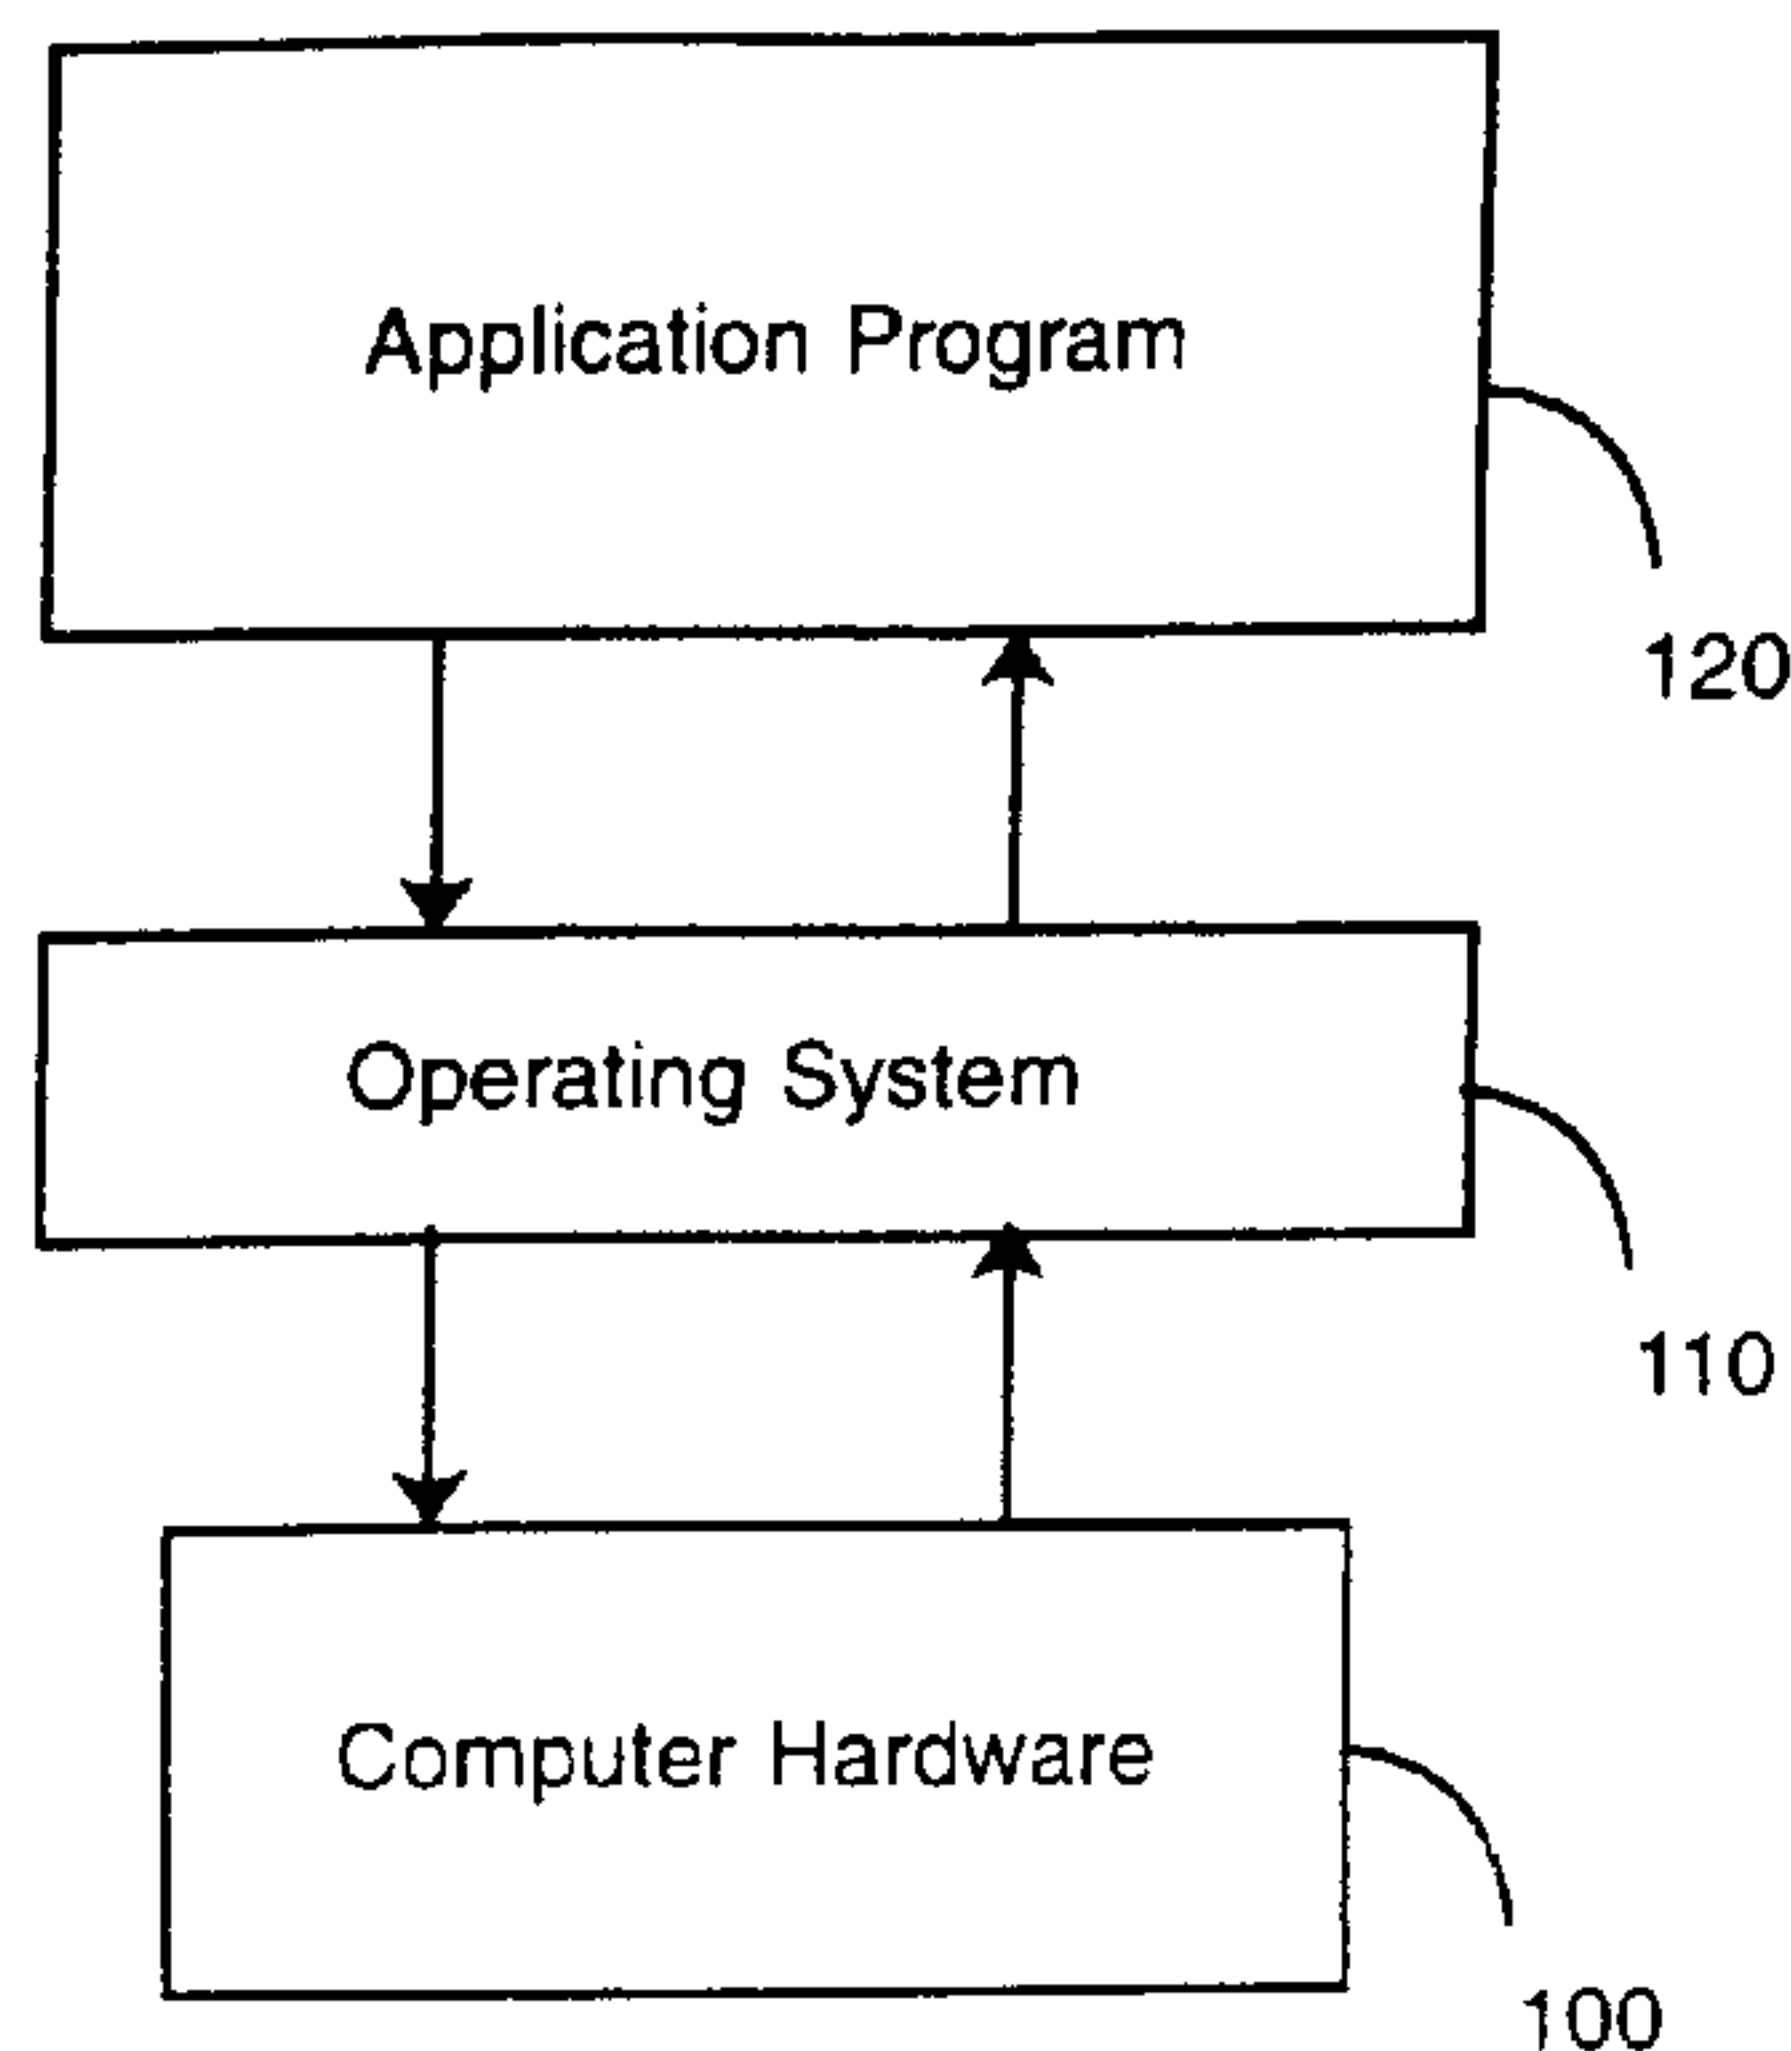 Application Program
120
Operating System
110
Computer Hardware
100